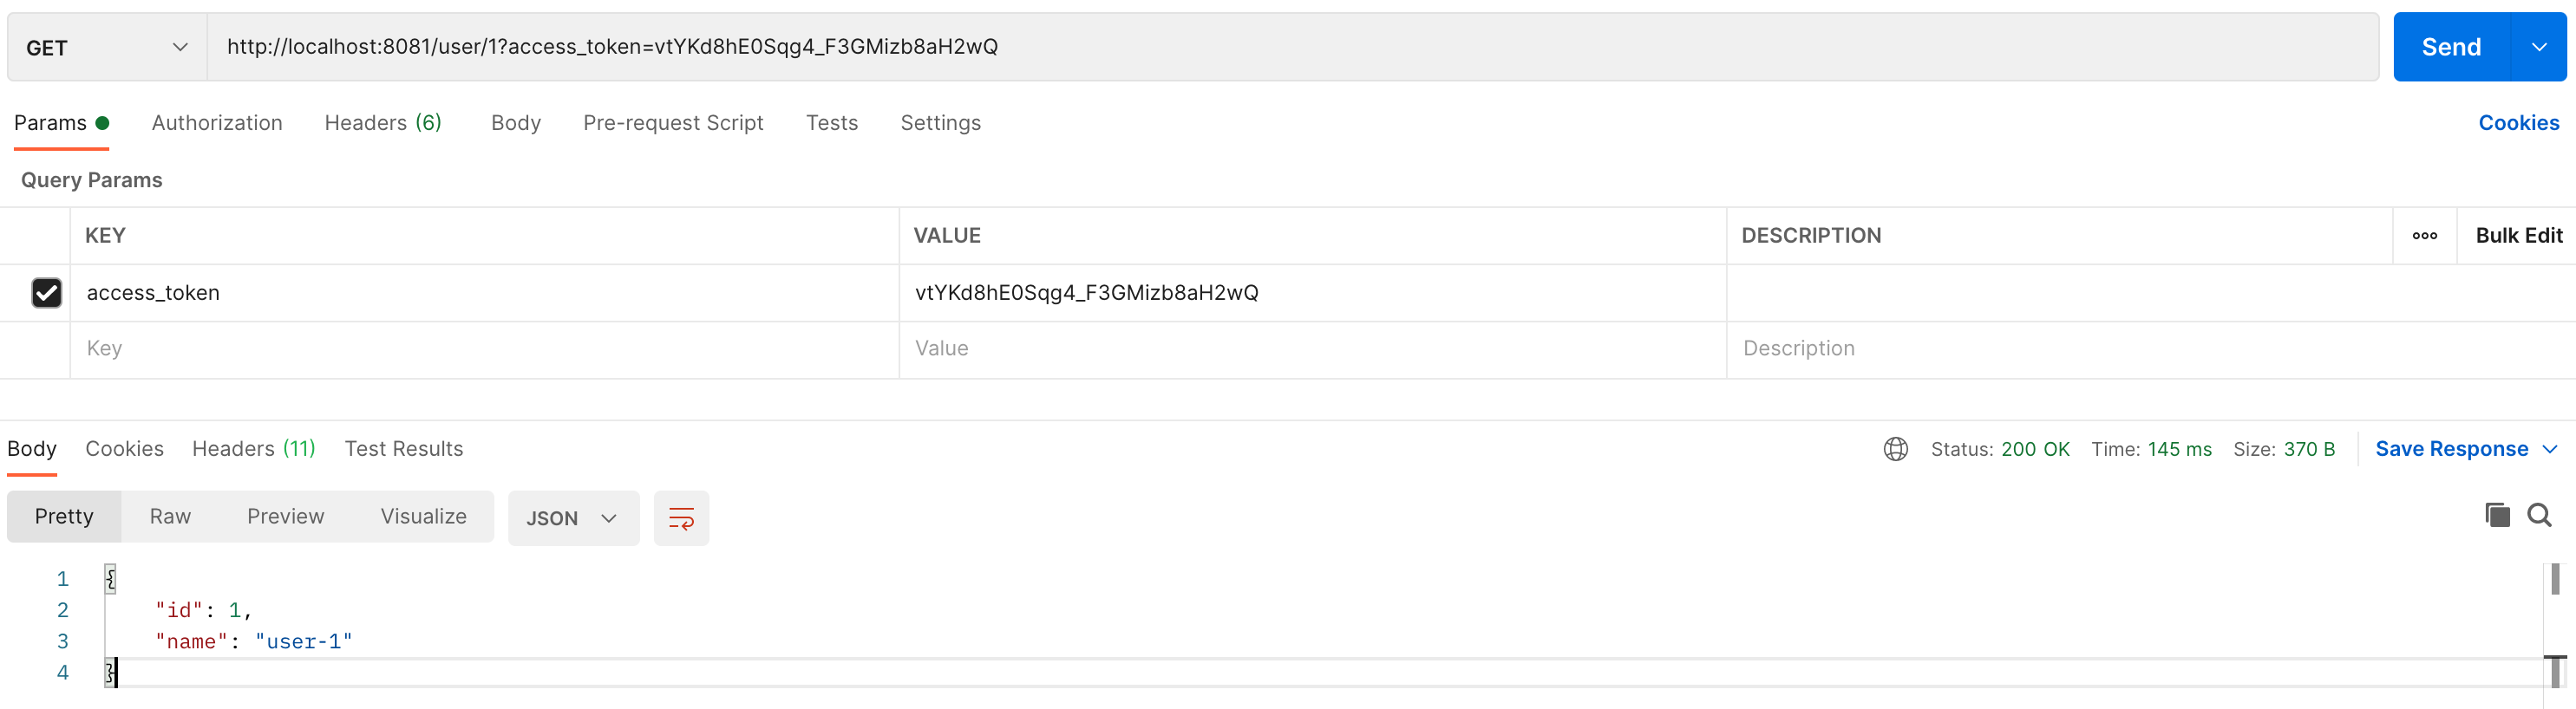 GET http://localhost:8081/user/1?access_token=vtYKd8hE0Sqg4_F3GMizb8aH2wQ Send
Params Authorization Headers (6) Body Pre-request Script Tests Settings Cookies
Query Params
KEY VALUE DESCRIPTION Bulk Edit
access_token vtYKd8hE0Sqg4_F3GMizb8aH2wQ
Key Value Description
Body Cookies Headers (11) Test Results Status: 200 OK Time: 145 ms Size: 370 B Save Response
Pretty Raw Preview Visualize JSON
1 {
2 "id": 1,
3 "name": "user-1"
4 }